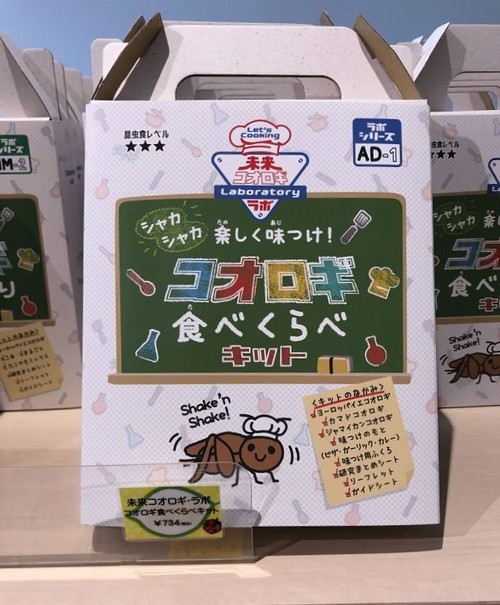 昆虫食レベル
★★★
Let's Cooking
未来
コオロギ
Laboratory
ラボ
ラボ
シリーズ
AD-1
シャカ
シャカ
楽しく味つけ!
コオロギ
食べくらべ
キット
Shake'n
Shake!
<キットのなかみ>
ヨーロッパイエコオロギ
カマドコオロギ
ジャマイカンコオロギ
味つけのもと
(ピザ・ガーリック・カレー)
味つけ用ふくろ
研究まとめシート
リーフレット
ガイドシート
未来コオロギ・ラボ
コオロギ食べくらべキット
¥734(税込)